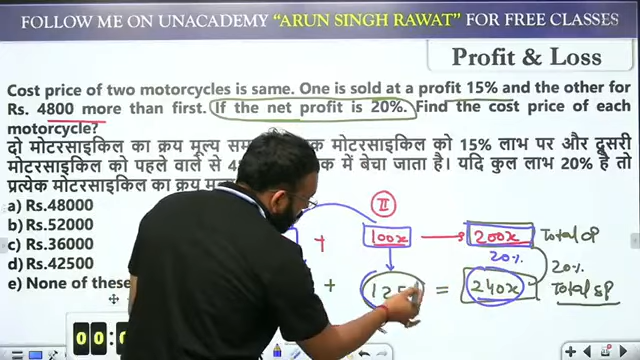 FOLLOW ME ON UNACADEMY “ARUN SINGH RAWAT” FOR FREE CLASSES
Profit & Loss
Cost price of two motorcycles is same. One is sold at a profit 15% and the other for
Rs. 4800 more than first. If the net profit is 20%. Find the cost price of each
motorcycle?
दो मोटरसाइकिल का क्रय मूल्य मोटरसाइकिल को 15% लाभ पर और दूसरी
मोटरसाइकिल को पहले वाले से में बेचा जाता है। यदि कुल लाभ 20% है तो
प्रत्येक मोटरसाइकिल का क्रय
a) Rs.48000
b) Rs.52000
c) Rs.36000
d) Rs.42500
e) None of these
II
+ 100x → 200x Total CP
20%
20%
+ 125 = 240x Total SP